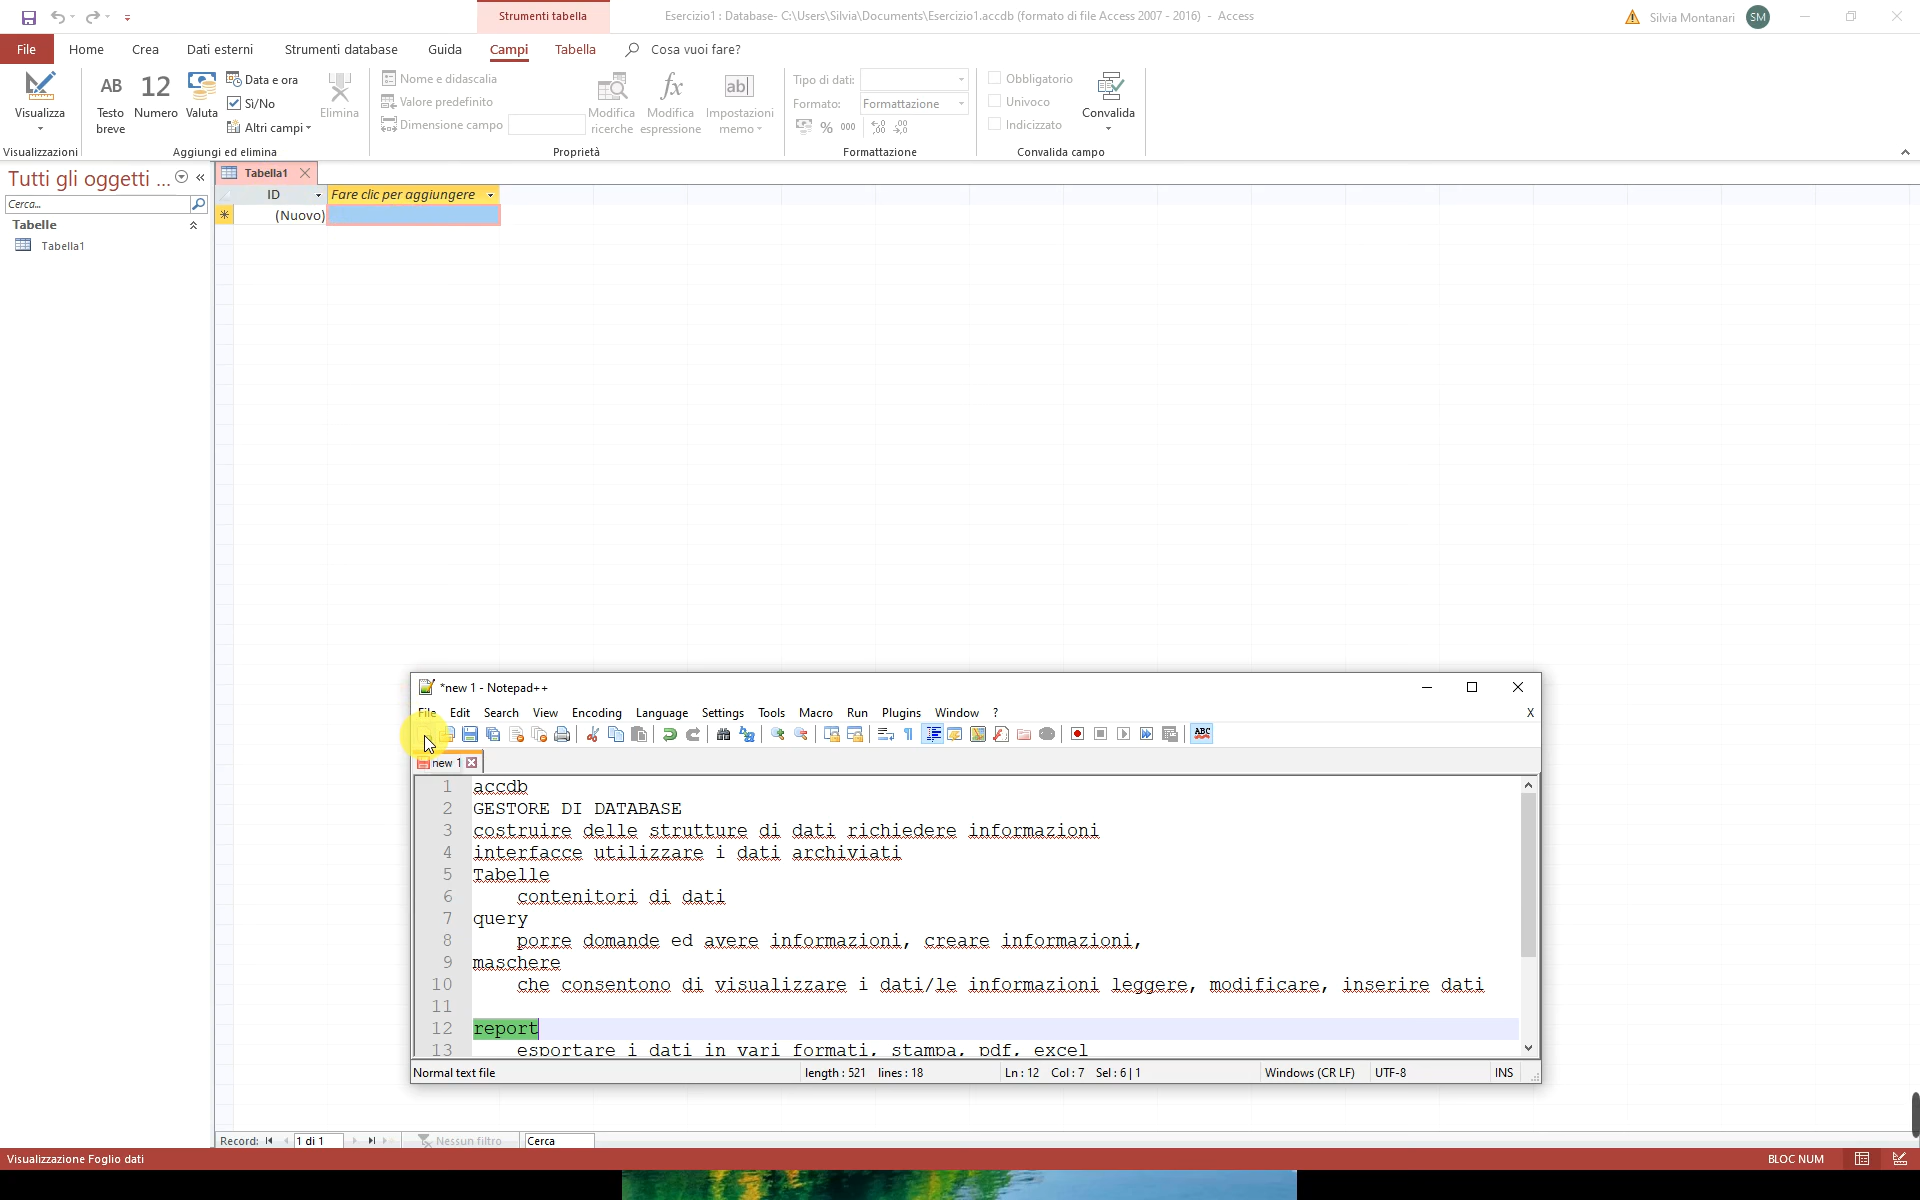 Strumenti tabella
Esercizio1 : Database- C:\Users\Silvia\Documents\Esercizio1.accdb (formato di file Access 2007 - 2016) - Access
Silvia Montanari
SM
File Home Crea Dati esterni Strumenti database Guida Campi Tabella Cosa vuoi fare?
Visualizza
AB
Testo breve
12
Numero
Valuta
Data e ora
Sì/No
Altri campi
Elimina
Nome e didascalia
Valore predefinito
Dimensione campo
Modifica ricerche
fx
Modifica espressione
ab|
Impostazioni memo
Tipo di dati:
Formato: Formattazione
% 000
Obbligatorio
Univoco
Indicizzato
Convalida
Visualizzazioni
Aggiungi ed elimina
Proprietà
Formattazione
Convalida campo
Tutti gli oggetti ...
Cerca...
Tabelle
Tabella1
Tabella1
ID Fare clic per aggiungere
(Nuovo)
*new 1 - Notepad++
File Edit Search View Encoding Language Settings Tools Macro Run Plugins Window ?
X
ABC
new 1
1 accdb
2 GESTORE DI DATABASE
3 costruire delle strutture di dati richiedere informazioni
4 interfacce utilizzare i dati archiviati
5 Tabelle
6 contenitori di dati
7 query
8 porre domande ed avere informazioni, creare informazioni,
9 maschere
10 che consentono di visualizzare i dati/le informazioni leggere, modificare, inserire dati
11
12 report
13 esportare i dati in vari formati, stampa, pdf, excel
Normal text file length : 521 lines : 18 Ln : 12 Col : 7 Sel : 6 | 1 Windows (CR LF) UTF-8 INS
Record: 1 di 1 Nessun filtro Cerca
Visualizzazione Foglio dati
BLOC NUM